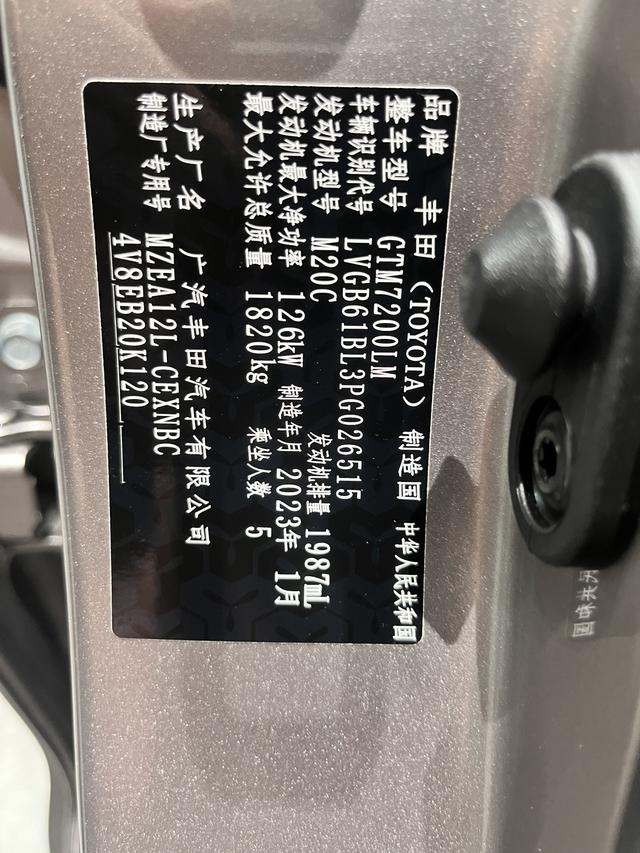 品牌 丰田（TOYOTA） 制造国 中华人民共和国
整车型号 GTM7200LM
车辆识别代号 LVGB61BL3PG026515
发动机型号 M20C 发动机排量 1987mL
发动机最大净功率 126kW 制造年月 2023年 1月
最大允许总质量 1820kg 乘坐人数 5
生产厂名 广汽丰田汽车有限公司
制造厂专用号 MZEA12L-CEXNBC
4V8EB20K120